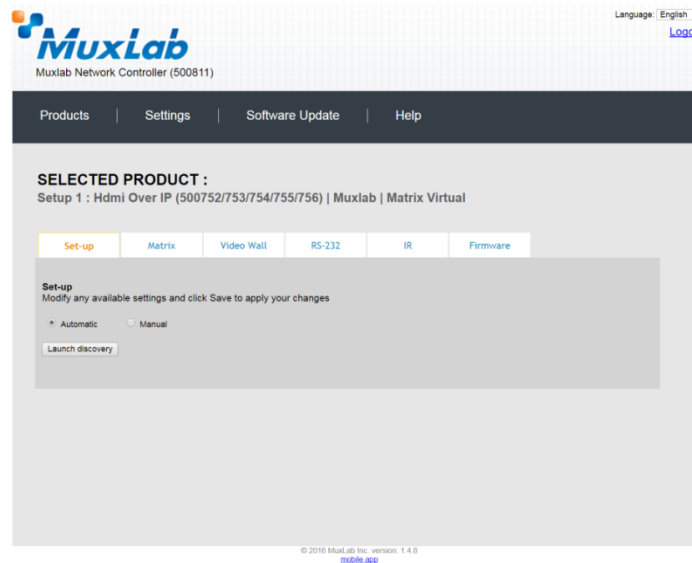 Language: English
MuxLab
Muxlab Network Controller (500811)
Products | Settings | Software Update | Help
SELECTED PRODUCT :
Setup 1 : Hdmi Over IP (500752/753/754/755/756) | Muxlab | Matrix Virtual
Set-up Matrix Video Wall RS-232 IR Firmware
Set-up
Modify any available settings and click Save to apply your changes
Automatic Manual
Launch discovery
© 2016 MuxLab Inc. version: 1.4.8
mobile app